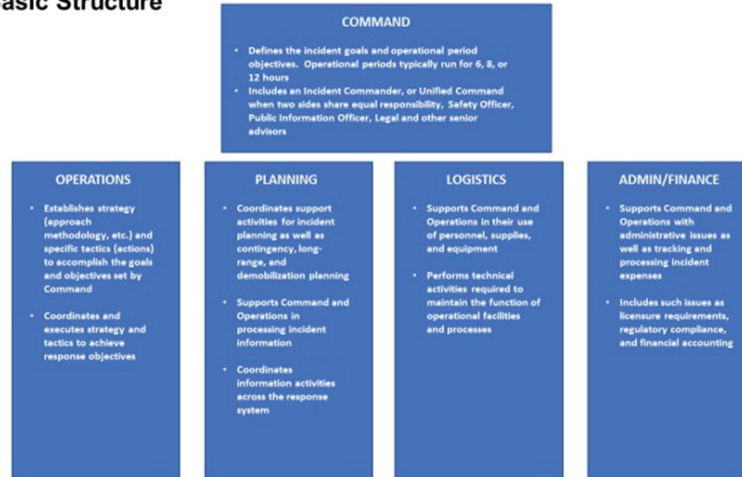 Basic Structure
COMMAND
• Defines the incident goals and operational period
objectives. Operational periods typically run for 6, 8, or
12 hours
• Includes an Incident Commander, or Unified Command
when two sides share equal responsibility, Safety Officer,
Public Information Officer, Legal and other senior
advisors
OPERATIONS
• Establishes strategy
(approach
methodology, etc.) and
specific tactics (actions)
to accomplish the goals
and objectives set by
Command
• Coordinates and
executes strategy and
tactics to achieve
response objectives
PLANNING
• Coordinates support
activities for incident
planning as well as
contingency, long-
range, and
demobilization planning
• Supports Command and
Operations in
processing incident
information
• Coordinates
information activities
across the response
system
LOGISTICS
• Supports Command and
Operations in their use
of personnel, supplies,
and equipment
• Performs technical
activities required to
maintain the function of
operational facilities
and processes
ADMIN/FINANCE
• Supports Command and
Operations with
administrative issues as
well as tracking and
processing incident
expenses
• Includes such issues as
licensure requirements,
regulatory compliance,
and financial accounting